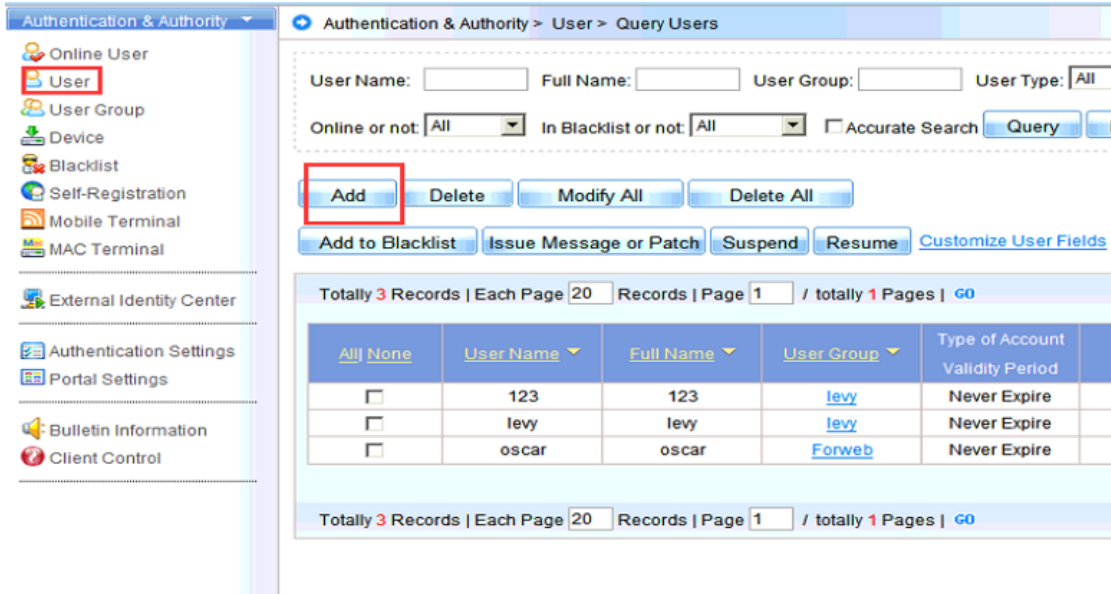 Authentication & Authority
Online User
User
User Group
Device
Blacklist
Self-Registration
Mobile Terminal
MAC Terminal
External Identity Center
Authentication Settings
Portal Settings
Bulletin Information
Client Control
Authentication & Authority > User > Query Users
User Name: Full Name: User Group: User Type: All
Online or not: All In Blacklist or not: All Accurate Search Query
Add Delete Modify All Delete All
Add to Blacklist Issue Message or Patch Suspend Resume Customize User Fields
Totally 3 Records | Each Page 20 Records | Page 1 / totally 1 Pages | GO
All| None User Name Full Name User Group Type of Account Validity Period
123 123 levy Never Expire
levy levy levy Never Expire
oscar oscar Forweb Never Expire
Totally 3 Records | Each Page 20 Records | Page 1 / totally 1 Pages | GO